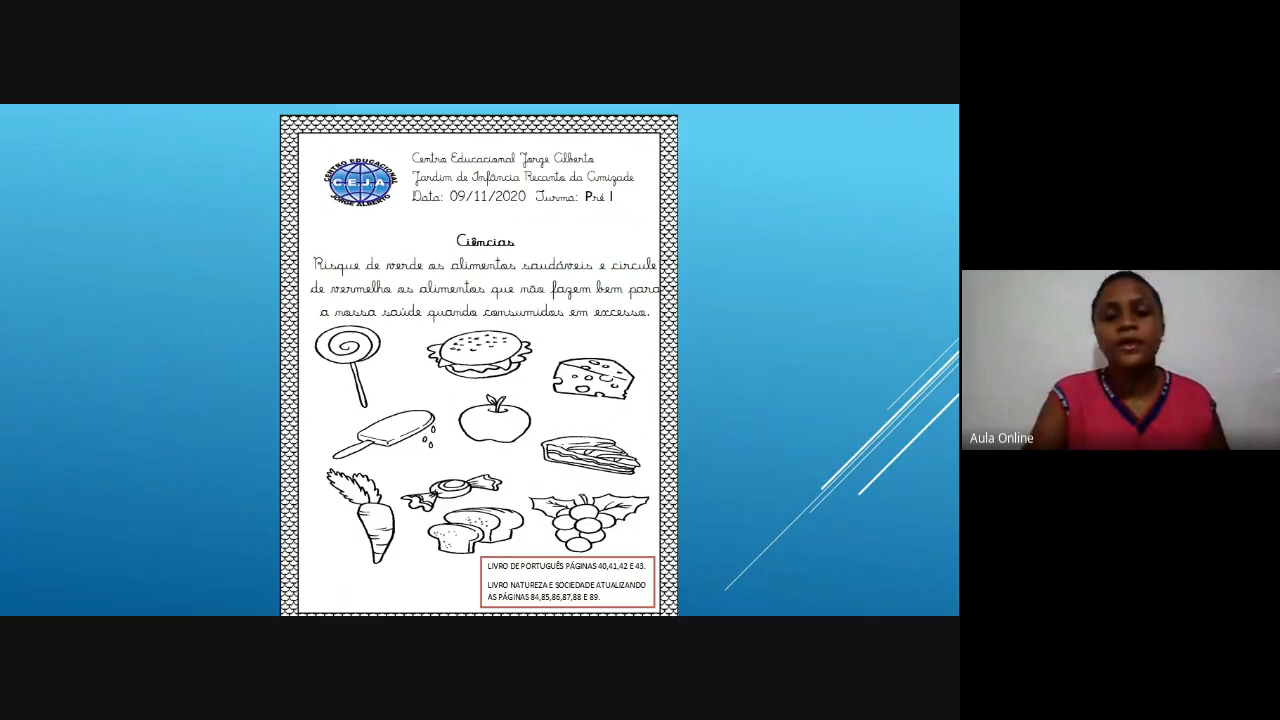 CENTRO EDUCACIONAL
C.E.J.A
JORGE ALBERTO
Centro Educacional Jorge Alberto
Jardim de Infância Recanto da Amizade
Data: 09/11/2020 Turma: Pré I
Ciências
Risque de verde os alimentos saudáveis e circule
de vermelho os alimentos que não fazem bem para
a nossa saúde quando consumidos em excesso.
LIVRO DE PORTUGUÊS PÁGINAS 40,41,42 E 43.
LIVRO NATUREZA E SOCIEDADE ATUALIZANDO
AS PÁGINAS 84,85,86,87,88 E 89.
Aula Online